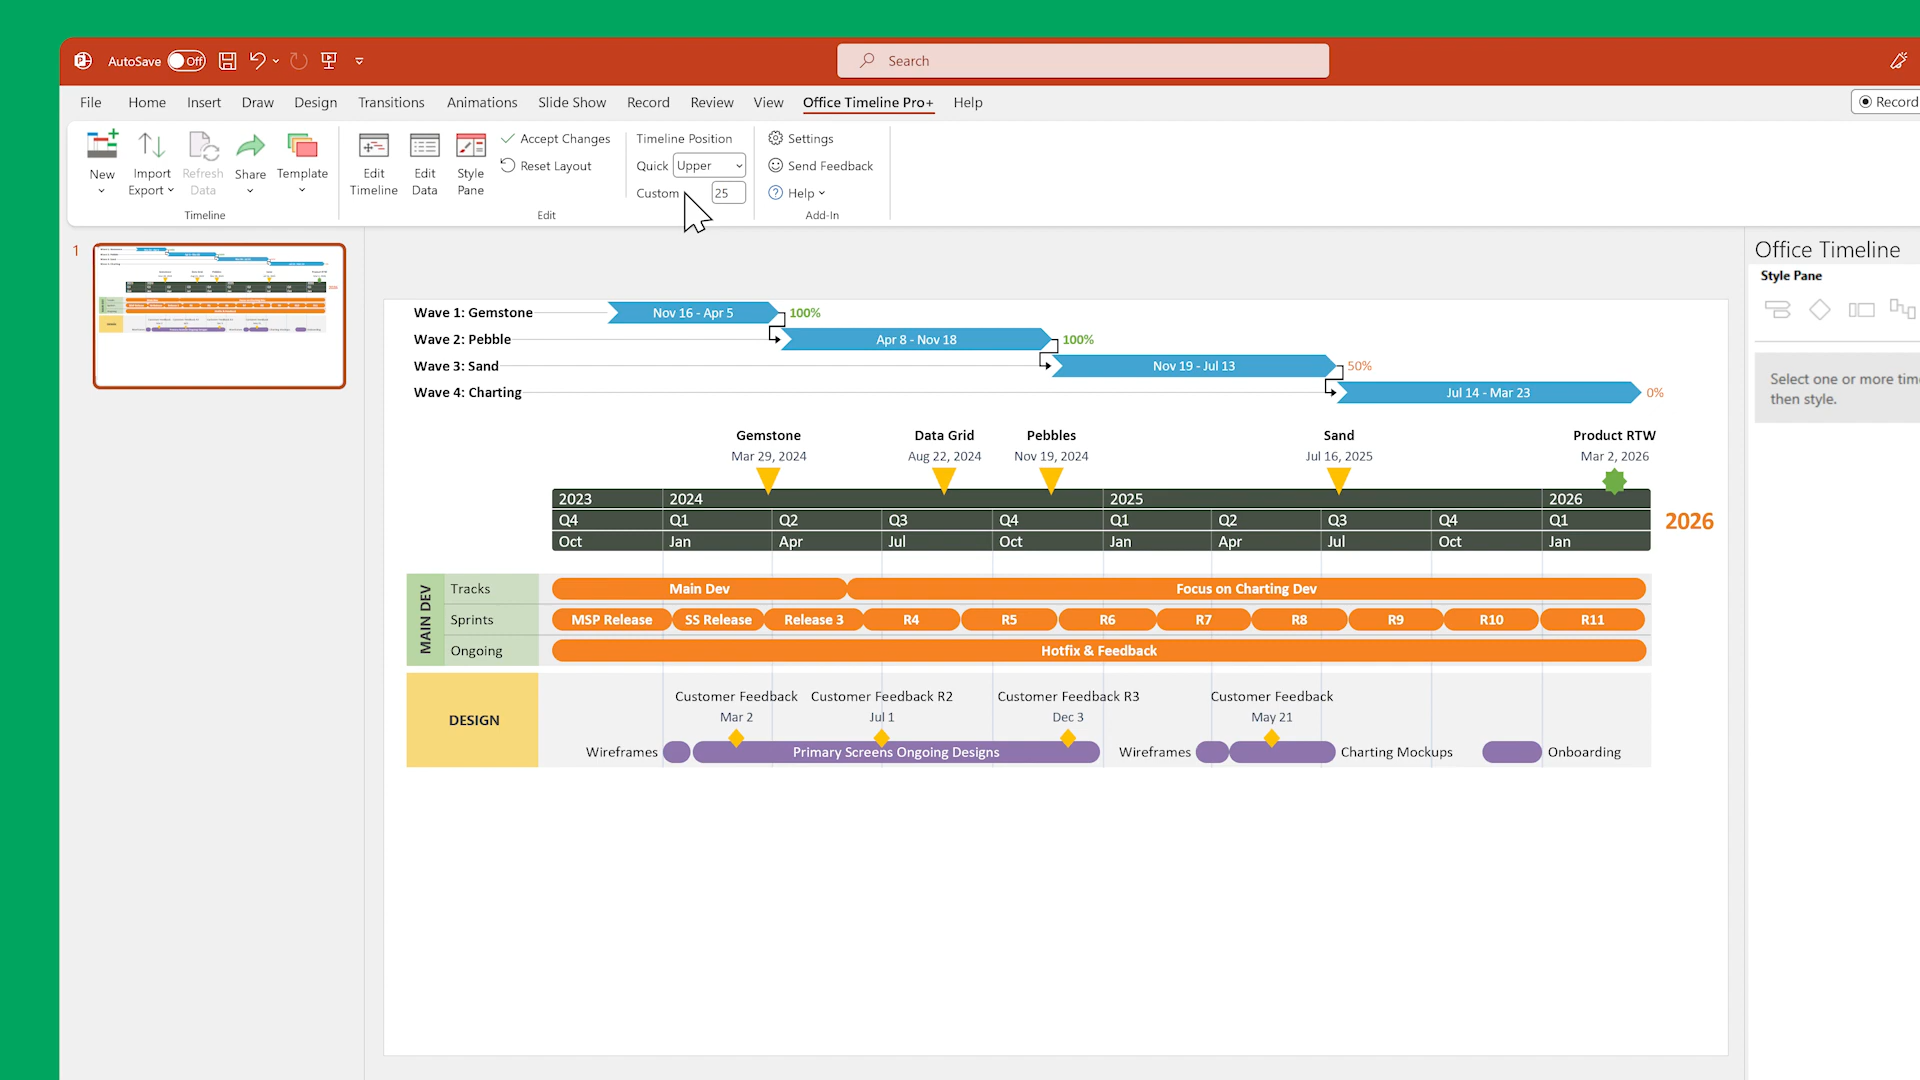 AutoSave Off
Search
File Home Insert Draw Design Transitions Animations Slide Show Record Review View Office Timeline Pro+ Help
Record
New
Import Export
Refresh Data
Share
Template
Timeline
Edit Timeline
Edit Data
Style Pane
Accept Changes
Reset Layout
Edit
Timeline Position
Quick Upper
Custom 25
Settings
Send Feedback
Help
Add-In
1
Office Timeline
Style Pane
Select one or more
then style.
Wave 1: Gemstone Nov 16 - Apr 5 100%
Wave 2: Pebble Apr 8 - Nov 18 100%
Wave 3: Sand Nov 19 - Jul 13 50%
Wave 4: Charting Jul 14 - Mar 23 0%
Gemstone Data Grid Pebbles Sand Product RTW
Mar 29, 2024 Aug 22, 2024 Nov 19, 2024 Jul 16, 2025 Mar 2, 2026
2023 2024 2025 2026
Q4 Q1 Q2 Q3 Q4 Q1 Q2 Q3 Q4 Q1 2026
Oct Jan Apr Jul Oct Jan Apr Jul Oct Jan
MAIN DEV
Tracks Main Dev Focus on Charting Dev
Sprints MSP Release SS Release Release 3 R4 R5 R6 R7 R8 R9 R10 R11
Ongoing Hotfix & Feedback
DESIGN
Customer Feedback Customer Feedback R2 Customer Feedback R3 Customer Feedback
Mar 2 Jul 1 Dec 3 May 21
Wireframes Primary Screens Ongoing Designs Wireframes Charting Mockups Onboarding